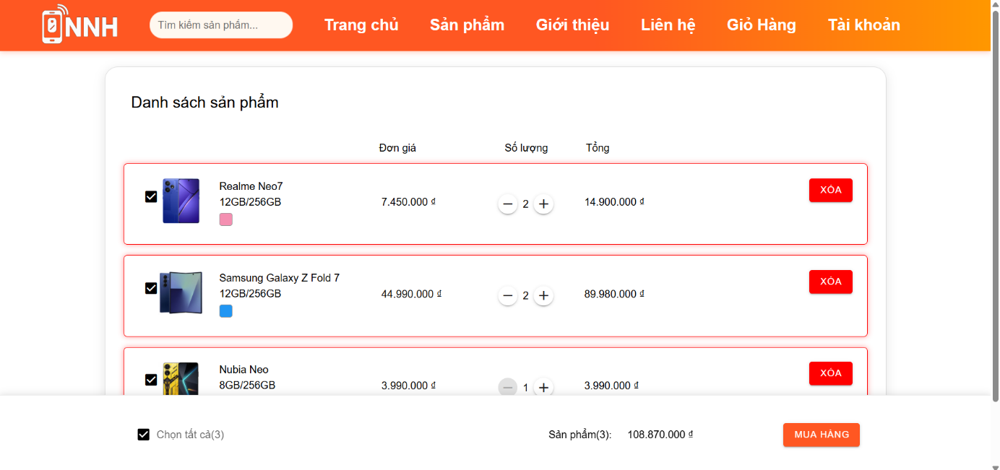 NNH
Tìm kiếm sản phẩm...
Trang chủ
Sản phẩm
Giới thiệu
Liên hệ
Giỏ Hàng
Tài khoản
Danh sách sản phẩm
Đơn giá
Số lượng
Tổng
Realme Neo7
12GB/256GB
7.450.000 ₫
2
14.900.000 ₫
XÓA
Samsung Galaxy Z Fold 7
12GB/256GB
44.990.000 ₫
2
89.980.000 ₫
XÓA
Nubia Neo
8GB/256GB
3.990.000 ₫
1
3.990.000 ₫
XÓA
Chọn tất cả(3)
Sản phẩm(3):
108.870.000 ₫
MUA HÀNG